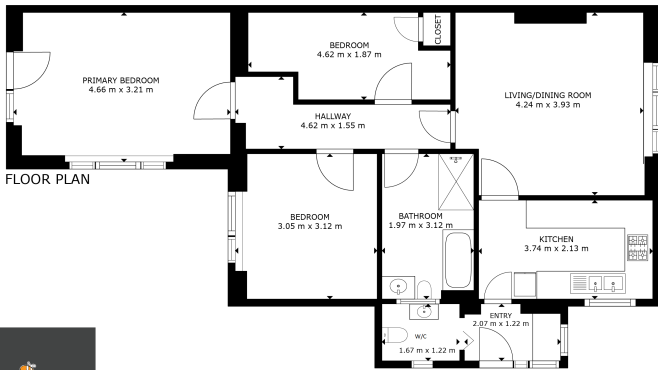 BEDROOM
4.62 m x 1.87 m
CLOSET
PRIMARY BEDROOM
4.66 m x 3.21 m
LIVING/DINING ROOM
4.24 m x 3.93 m
HALLWAY
4.62 m x 1.55 m
FLOOR PLAN
BEDROOM
3.05 m x 3.12 m
BATHROOM
1.97 m x 3.12 m
KITCHEN
3.74 m x 2.13 m
ENTRY
2.07 m x 1.22 m
W/C
1.67 m x 1.22 m